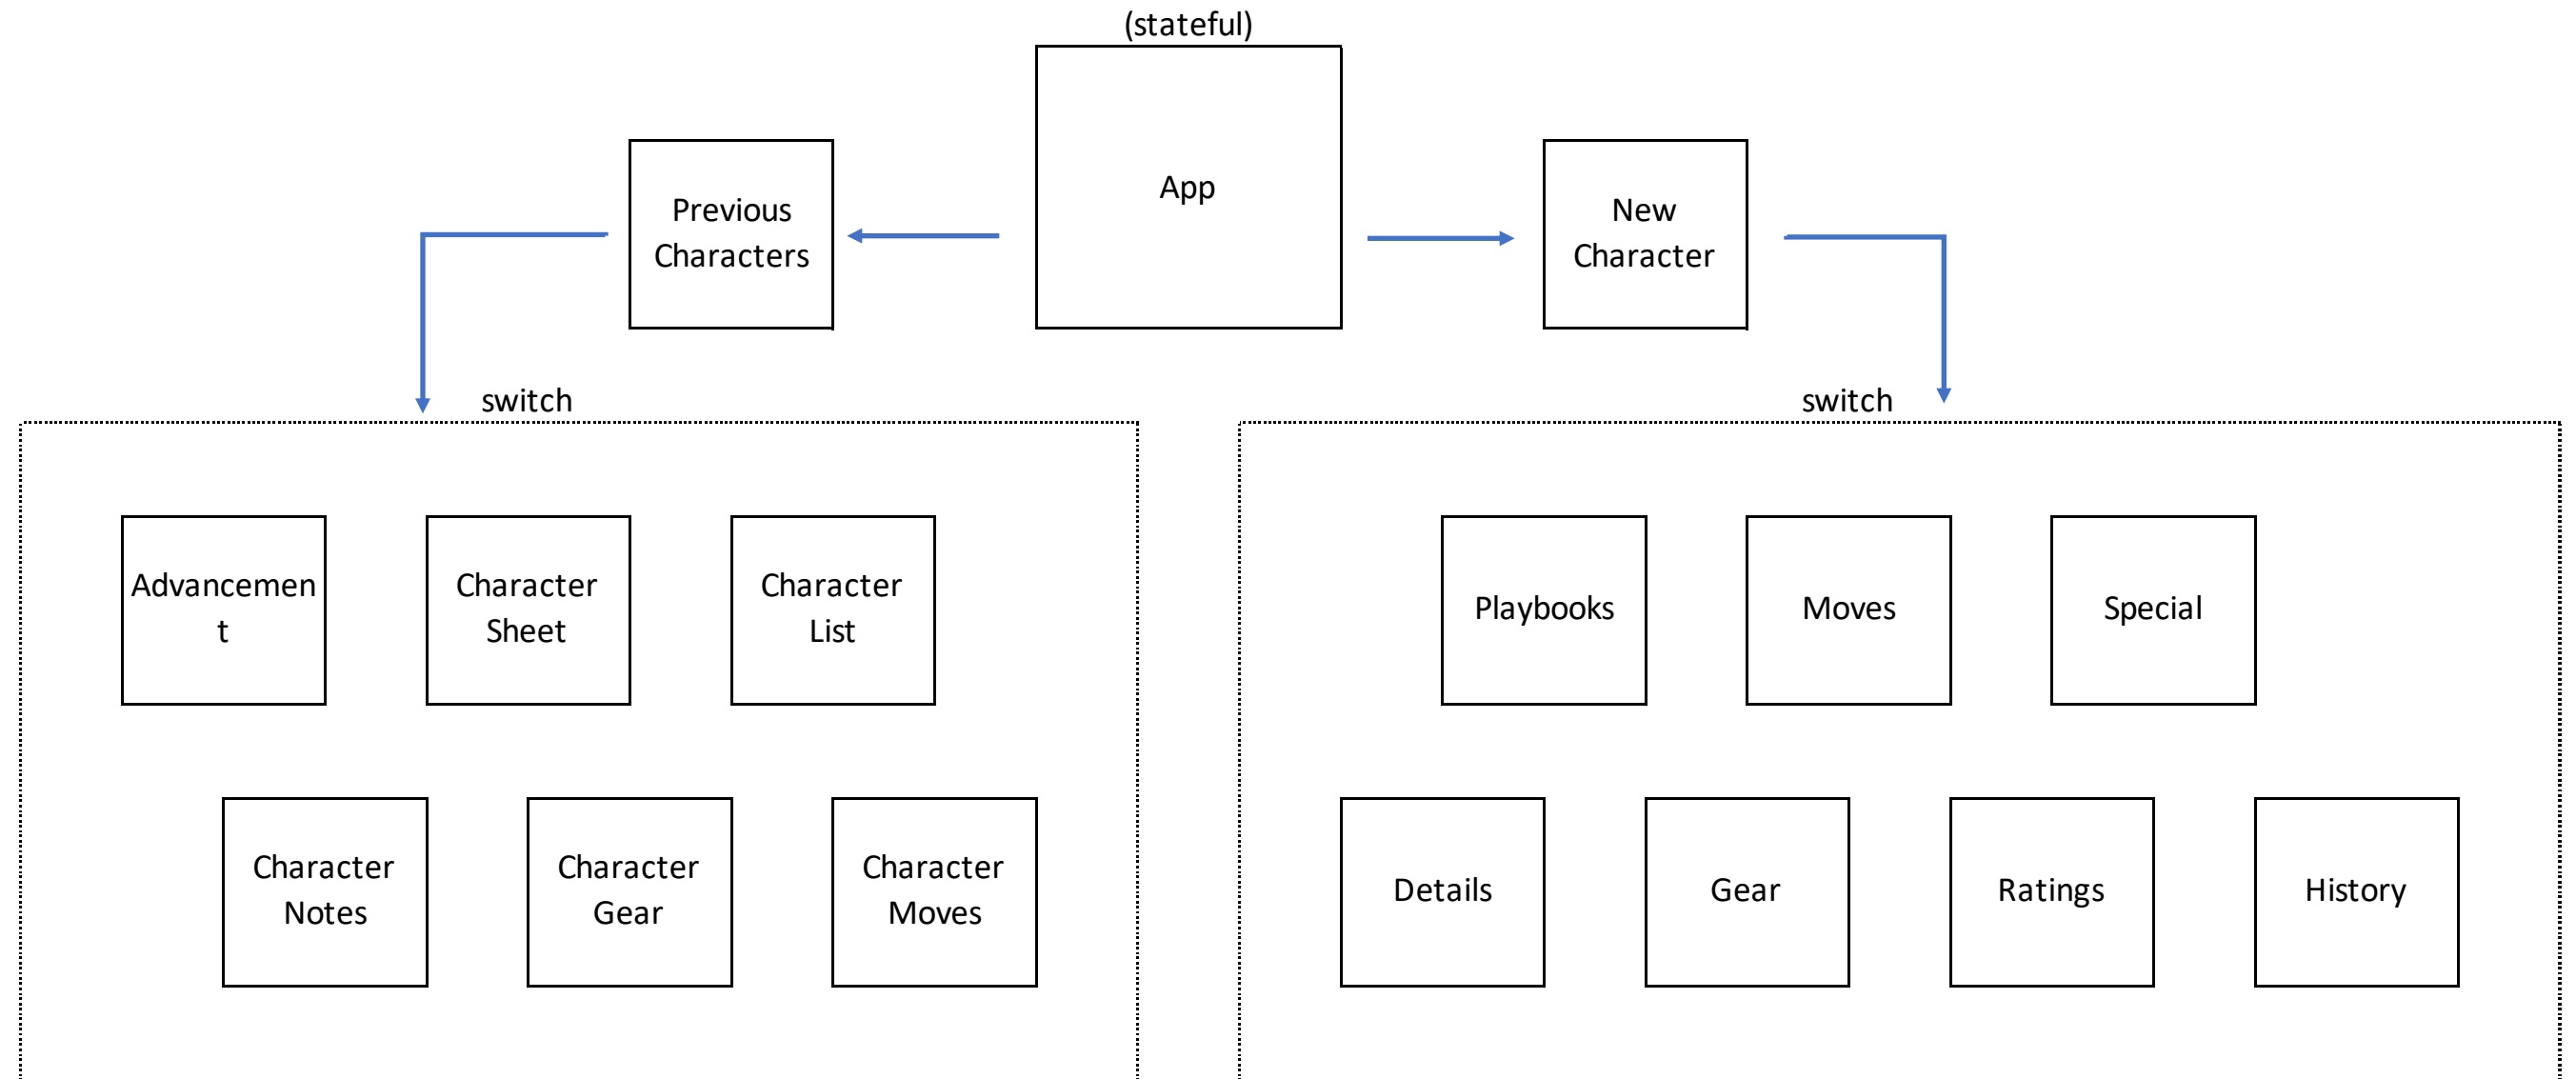 (stateful)
App
Previous
Characters
New
Character
switch
switch
Advancemen
t
Character
Sheet
Character
List
Playbooks
Moves
Special
Character
Notes
Character
Gear
Character
Moves
Details
Gear
Ratings
History